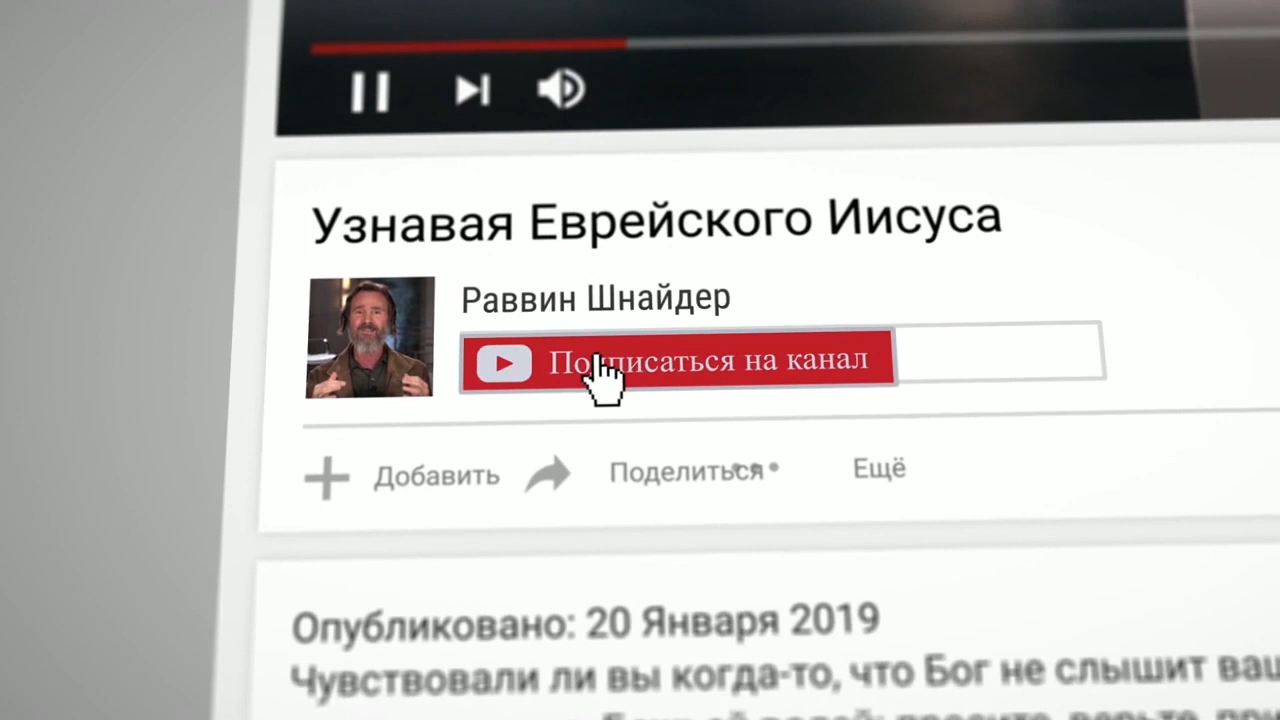 Узнавая Еврейского Иисуса
Раввин Шнайдер
Подписаться на канал
Добавить Поделиться Ещё
Опубликовано: 20 Января 2019
Чувствовали ли вы когда-то, что Бог не слышит